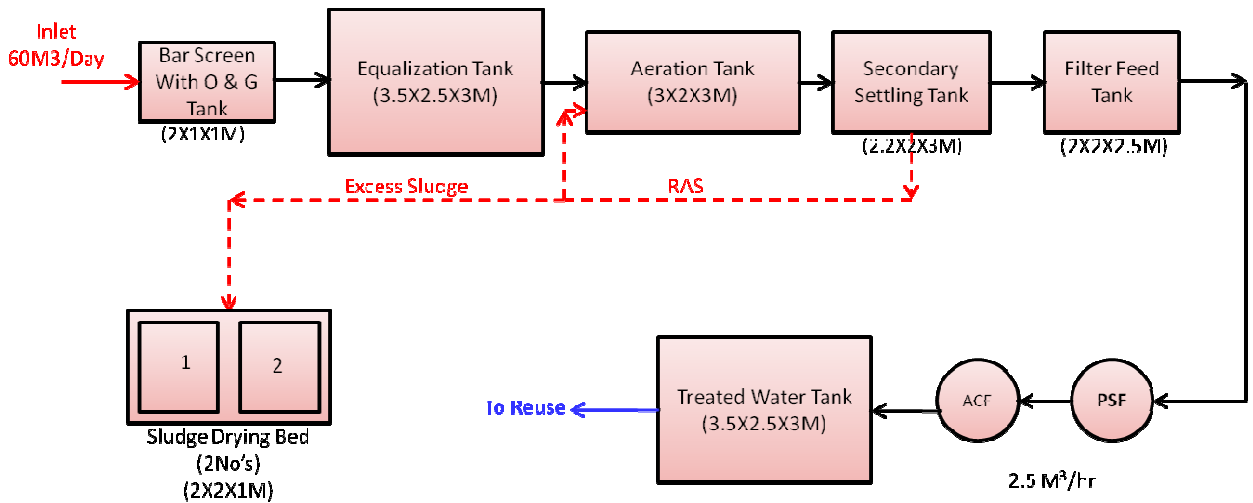 Inlet
60M3/Day
Bar Screen
With O & G
Tank
(2X1X1M)
Equalization Tank
(3.5X2.5X3M)
Aeration Tank
(3X2X3M)
Secondary
Settling Tank
(2.2X2X3M)
Filter Feed
Tank
(2X2X2.5M)
Excess Sludge
RAS
1
2
Sludge Drying Bed
(2No's)
(2X2X1M)
To Reuse
Treated Water Tank
(3.5X2.5X3M)
ACF
PSF
2.5 M³/hr